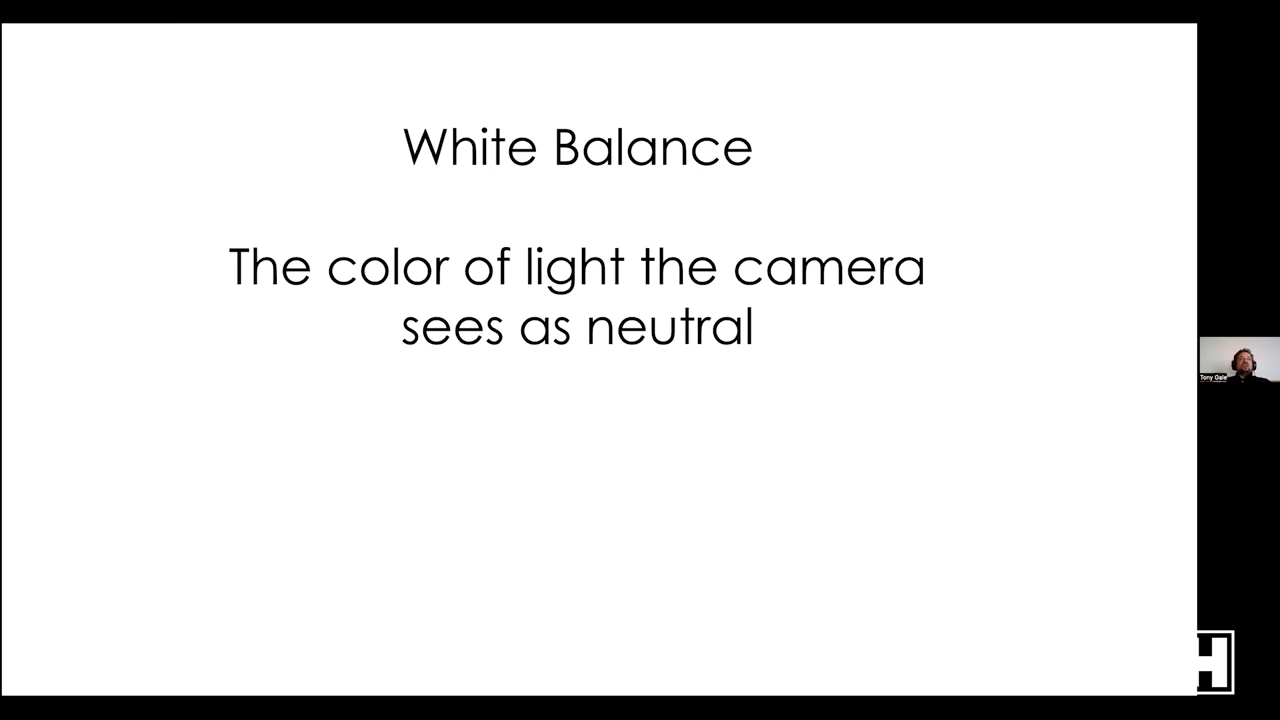 White Balance
The color of light the camera
sees as neutral
Tony Gale
H